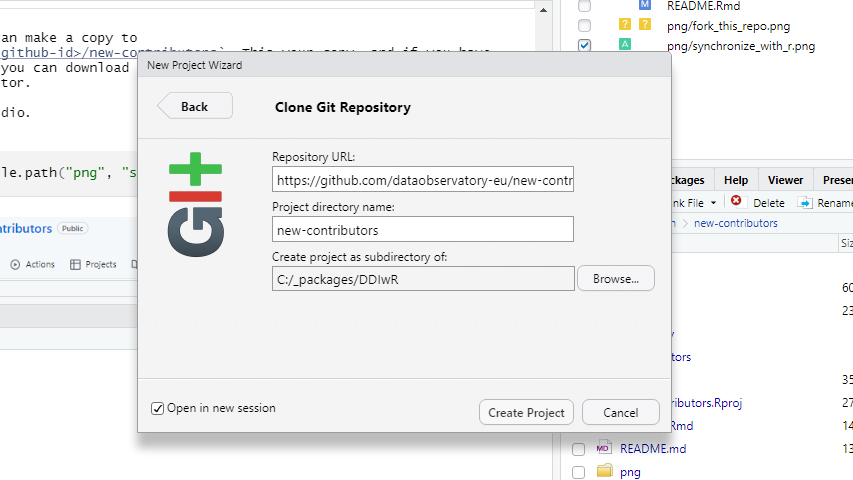 an make a copy to
github-id>/new-contributors`. This your copy, and if you have
you can download
tor.
dio.
le.path("png", "s
ntributors Public
Actions Projects
New Project Wizard
Back
Clone Git Repository
GIT
Repository URL:
https://github.com/dataobservatory-eu/new-contr
Project directory name:
new-contributors
Create project as subdirectory of:
C:/_packages/DDIwR
Browse...
Open in new session
Create Project
Cancel
M README.Rmd
? ? png/fork_this_repo.png
A png/synchronize_with_r.png
ckages Help Viewer Presen
nk File Delete Rename
n new-contributors
Siz
60
23
y
tors
35
ributors.Rproj 27
Rmd 14
MD README.md 13
png